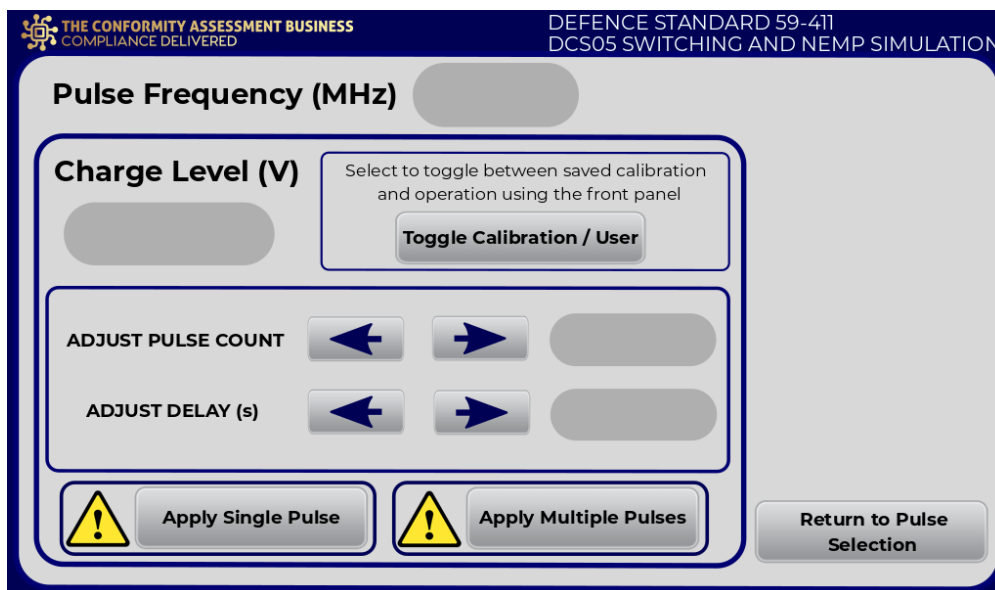 THE CONFORMITY ASSESSMENT BUSINESS
COMPLIANCE DELIVERED
DEFENCE STANDARD 59-411
DCS05 SWITCHING AND NEMP SIMULATION
Pulse Frequency (MHz)
Charge Level (V)
Select to toggle between saved calibration
and operation using the front panel
Toggle Calibration / User
ADJUST PULSE COUNT
ADJUST DELAY (s)
Apply Single Pulse
Apply Multiple Pulses
Return to Pulse
Selection